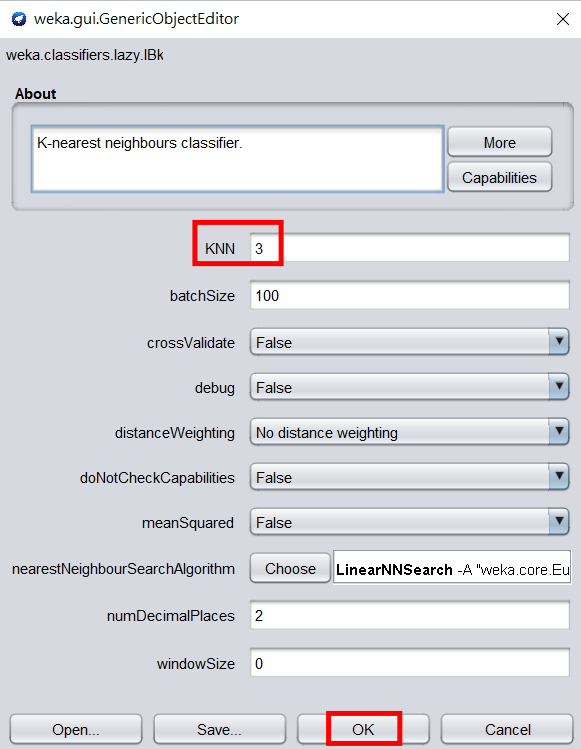 weka.gui.GenericObjectEditor
weka.classifiers.lazy.IBk
About
K-nearest neighbours classifier.
More
Capabilities
KNN 3
batchSize 100
crossValidate False
debug False
distanceWeighting No distance weighting
doNotCheckCapabilities False
meanSquared False
nearestNeighbourSearchAlgorithm Choose LinearNNSearch -A "weka.core.Eu
numDecimalPlaces 2
windowSize 0
Open... Save... OK Cancel